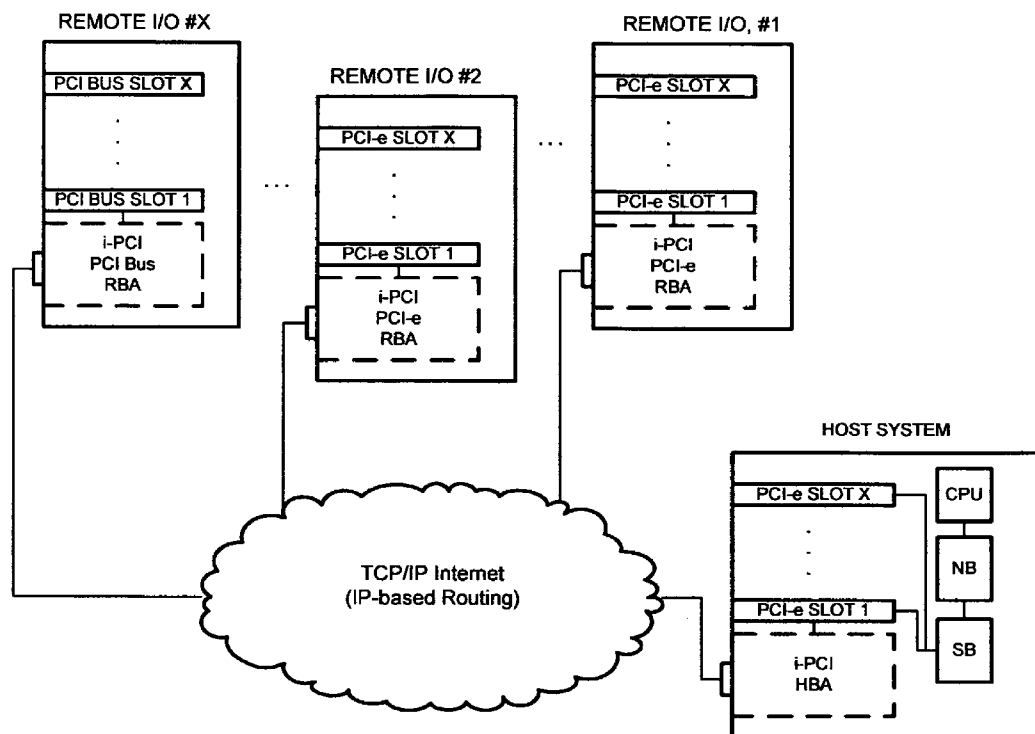 REMOTE I/O #X
PCI BUS SLOT X
PCI BUS SLOT 1
i-PCI
PCI Bus
RBA
REMOTE I/O #2
PCI-e SLOT X
PCI-e SLOT 1
i-PCI
PCI-e
RBA
REMOTE I/O, #1
PCI-e SLOT X
PCI-e SLOT 1
i-PCI
PCI-e
RBA
TCP/IP Internet
(IP-based Routing)
HOST SYSTEM
PCI-e SLOT X
PCI-e SLOT 1
i-PCI
HBA
CPU
NB
SB